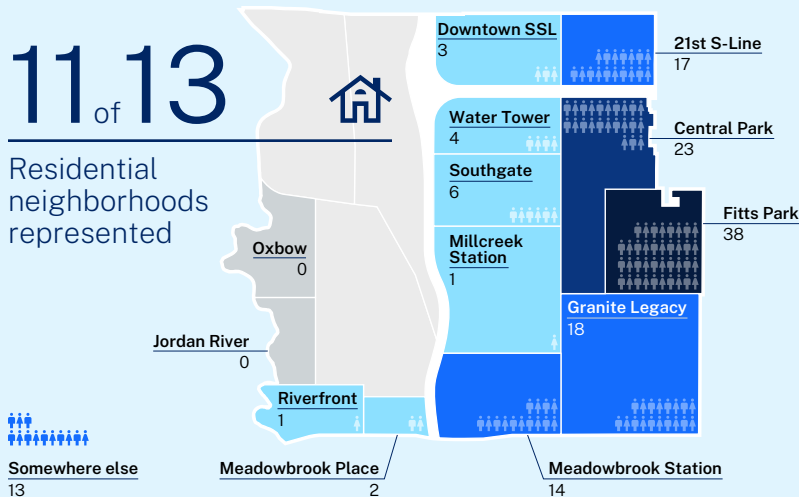 11 of 13
Residential
neighborhoods
represented
Downtown SSL
3
21st S-Line
17
Water Tower
4
Central Park
23
Southgate
6
Fitts Park
38
Oxbow
0
Millcreek
Station
1
Granite Legacy
18
Jordan River
0
Riverfront
1
Somewhere else
13
Meadowbrook Place
2
Meadowbrook Station
14